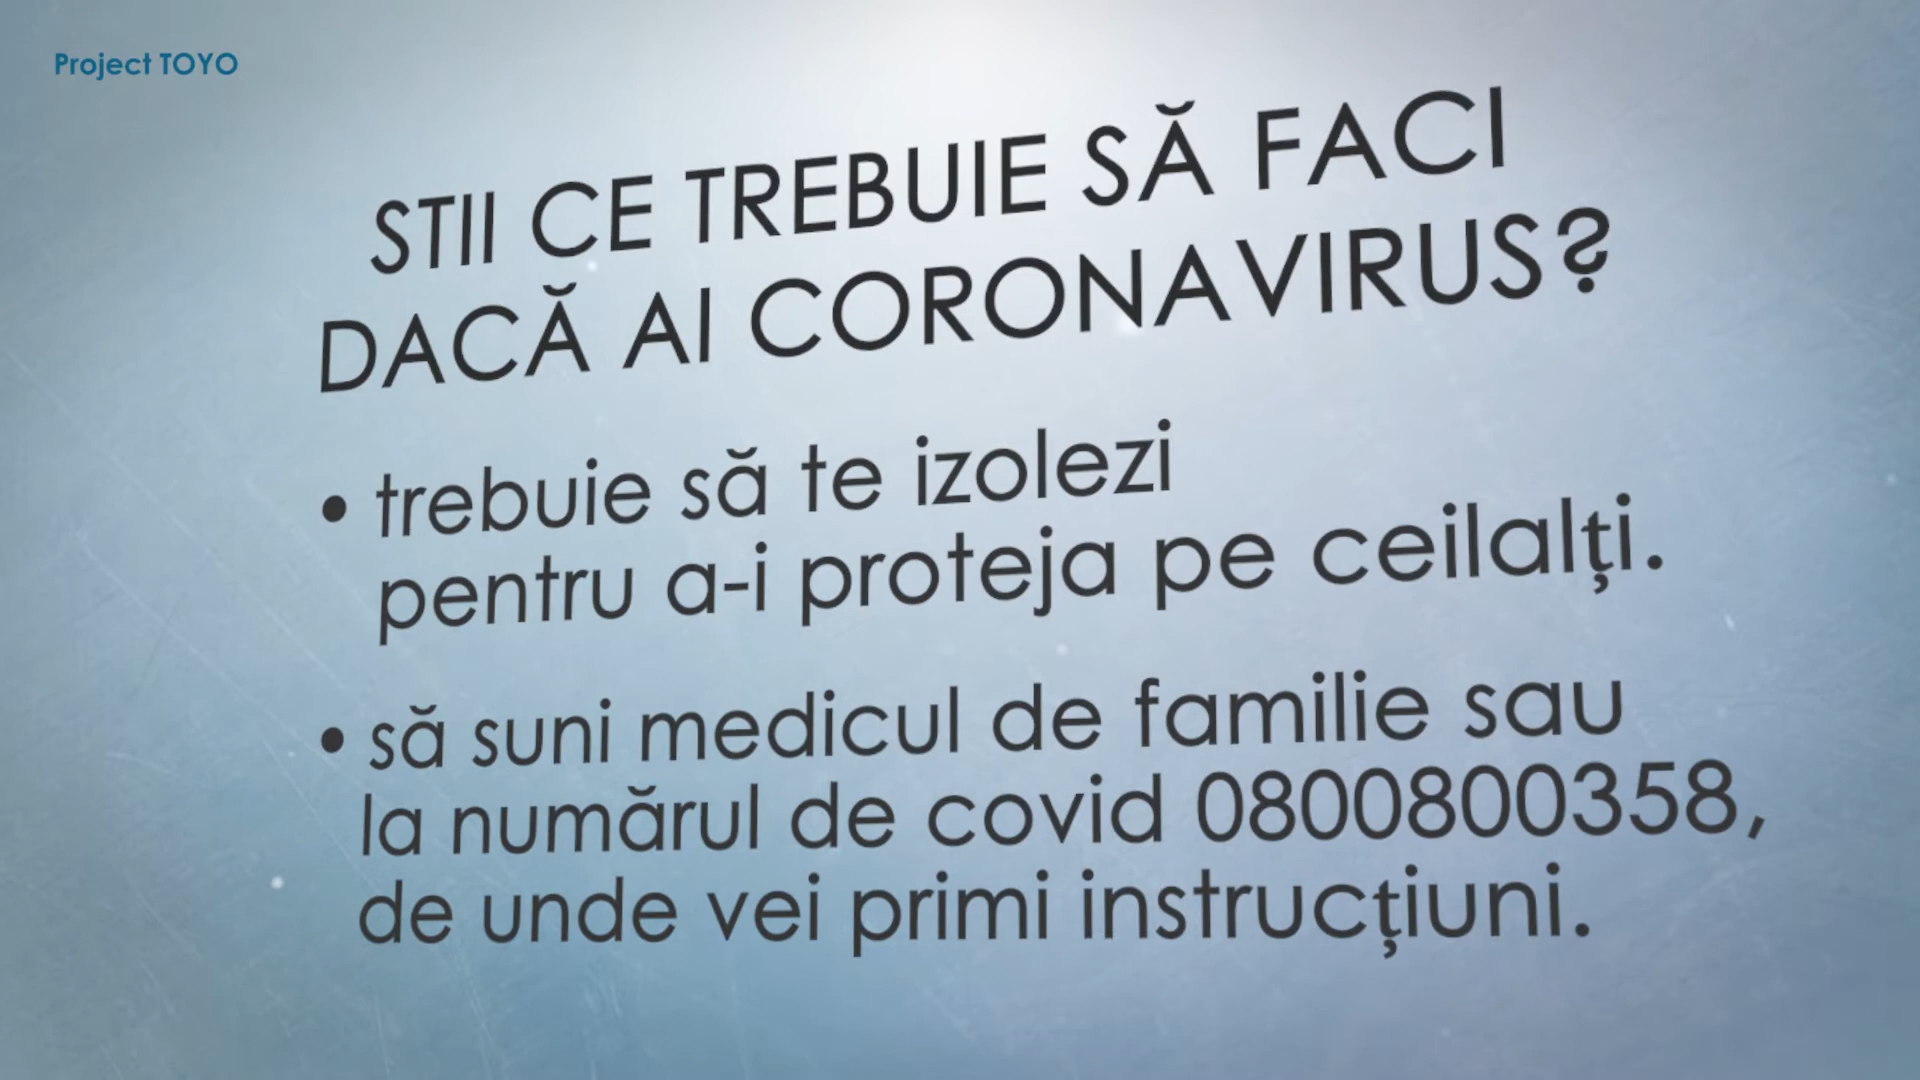 Project TOYO
STII CE TREBUIE SĂ FACI
DACĂ AI CORONAVIRUS?
• trebuie să te izolezi
pentru a-i proteja pe ceilalți.
• să suni medicul de familie sau
la numărul de covid 0800800358,
de unde vei primi instrucțiuni.